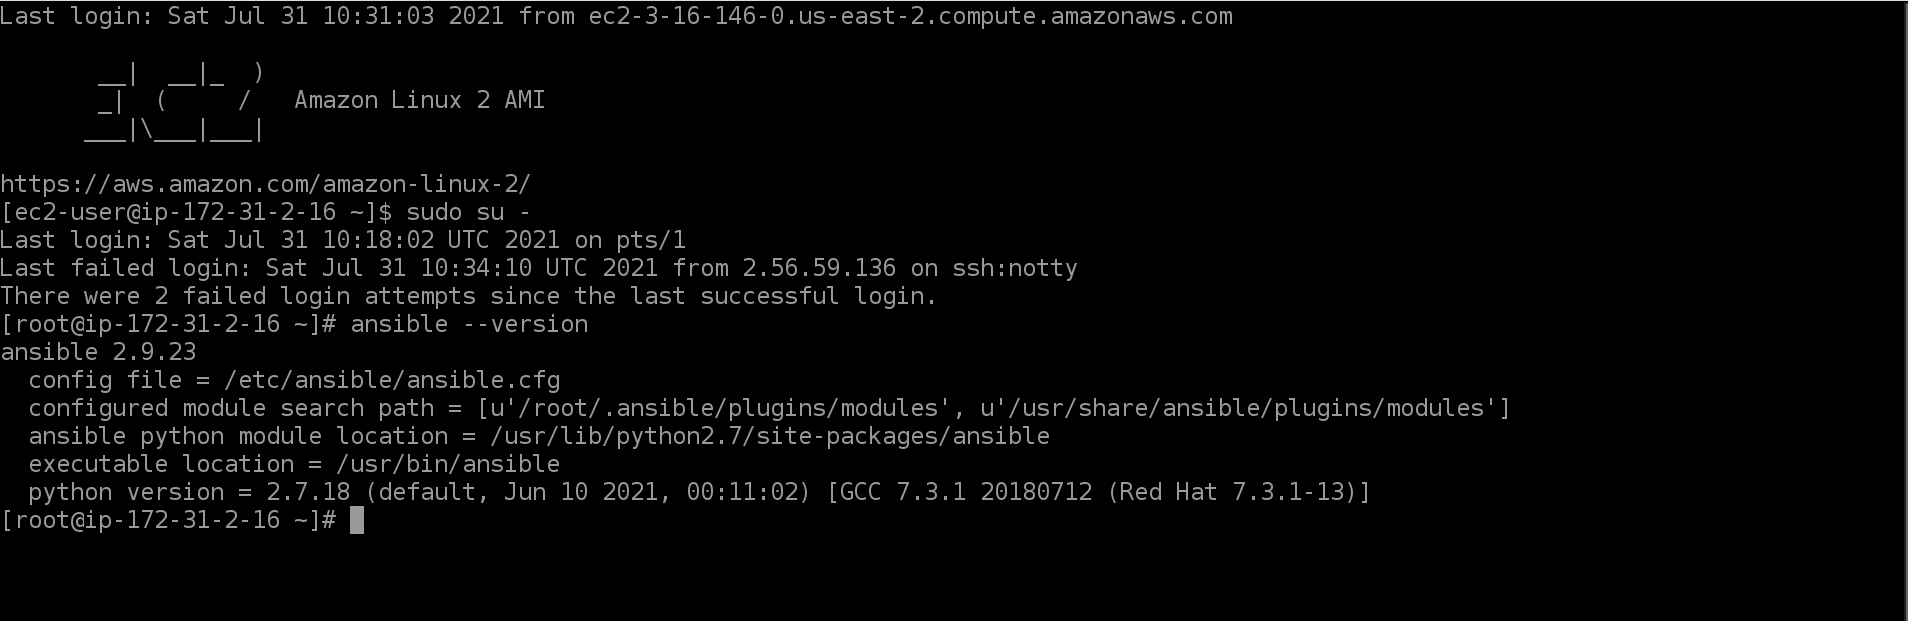 Last login: Sat Jul 31 10:31:03 2021 from ec2-3-16-146-0.us-east-2.compute.amazonaws.com
       __|  __|_  )
       _|  (     /   Amazon Linux 2 AMI
      ___|\___|___|
https://aws.amazon.com/amazon-linux-2/
[ec2-user@ip-172-31-2-16 ~]$ sudo su -
Last login: Sat Jul 31 10:18:02 UTC 2021 on pts/1
Last failed login: Sat Jul 31 10:34:10 UTC 2021 from 2.56.59.136 on ssh:notty
There were 2 failed login attempts since the last successful login.
[root@ip-172-31-2-16 ~]# ansible --version
ansible 2.9.23
  config file = /etc/ansible/ansible.cfg
  configured module search path = [u'/root/.ansible/plugins/modules', u'/usr/share/ansible/plugins/modules']
  ansible python module location = /usr/lib/python2.7/site-packages/ansible
  executable location = /usr/bin/ansible
  python version = 2.7.18 (default, Jun 10 2021, 00:11:02) [GCC 7.3.1 20180712 (Red Hat 7.3.1-13)]
[root@ip-172-31-2-16 ~]#